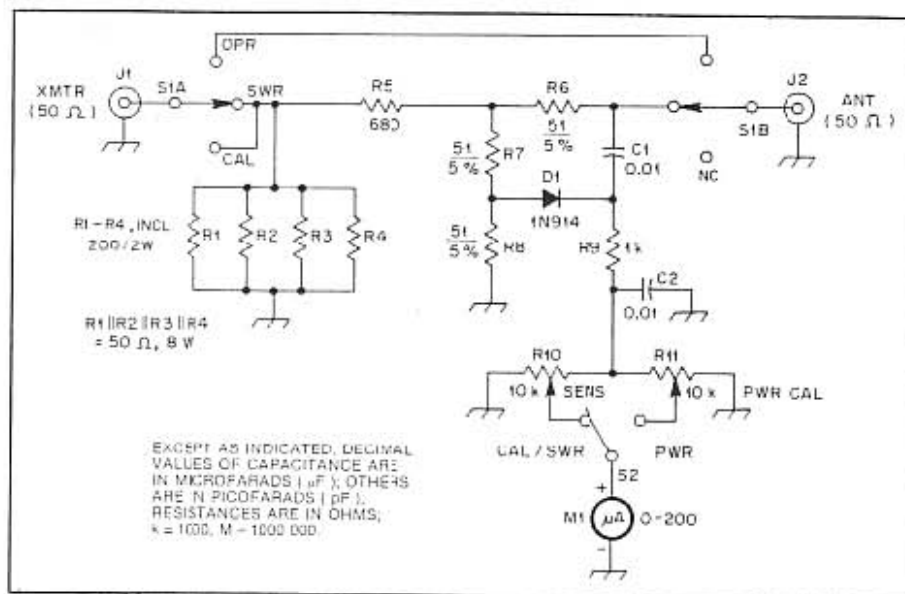 OPR
J1
XMTR
(50 Ω)
S1A
SWR
CAL
R5
680
R6
51
5%
C1
0.01
J2
ANT
(50 Ω)
S1B
NC
51
5%
R7
D1
1N914
R1-R4, INCL
200/2W
R1
R2
R3
R4
51
5%
R8
R9
1k
C2
0.01
R1||R2||R3||R4
= 50 Ω, 8 W
R10
10 k
SENS
R11
10 k
PWR CAL
CAL/SWR
PWR
S2
EXCEPT AS INDICATED, DECIMAL
VALUES OF CAPACITANCE ARE
IN MICROFARADS (µF); OTHERS
ARE IN PICOFARADS (pF);
RESISTANCES ARE IN OHMS;
k = 1000, M = 1000 000.
+
M1
µA
0-200
-